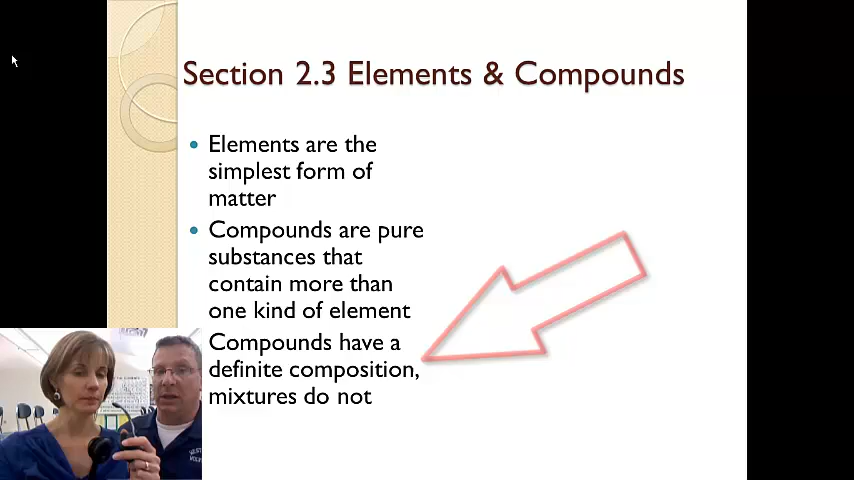 Section 2.3 Elements & Compounds
Elements are the
simplest form of
matter
Compounds are pure
substances that
contain more than
one kind of element
Compounds have a
definite composition,
mixtures do not